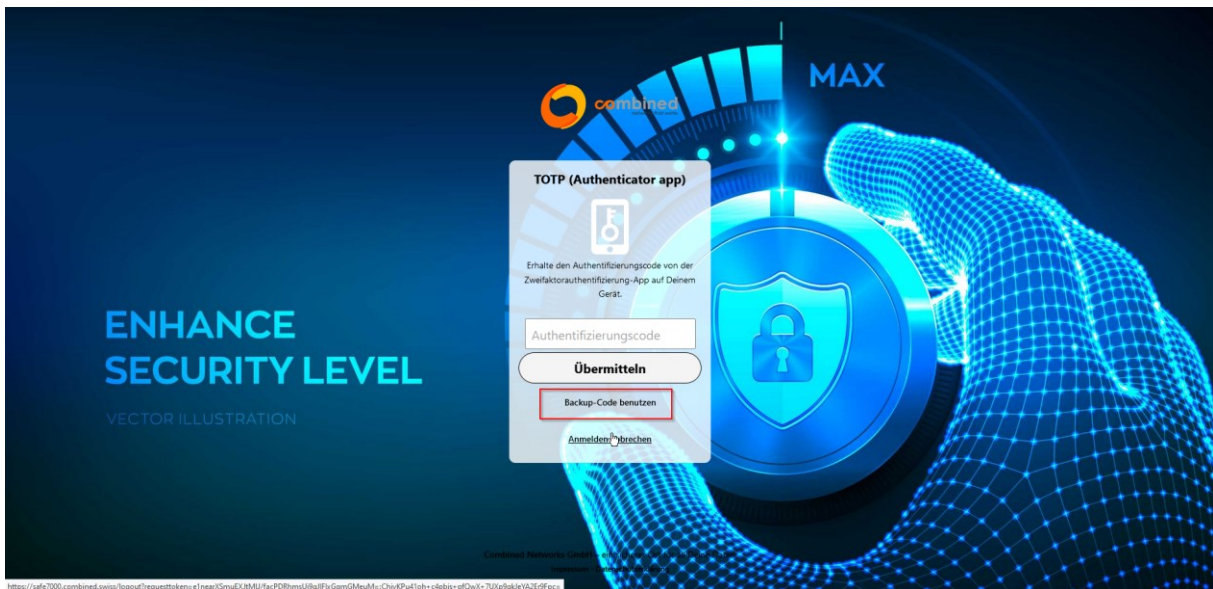 MAX
combined
TOTP (Authenticator app)
Erhalte den Authentifizierungscode von der
Zweifaktorauthentifizierung-App auf Deinem
Gerät.
Authentifizierungscode
Übermitteln
Backup-Code benutzen
Anmelden abbrechen
ENHANCE
SECURITY LEVEL
VECTOR ILLUSTRATION
Combined Networks GmbH –